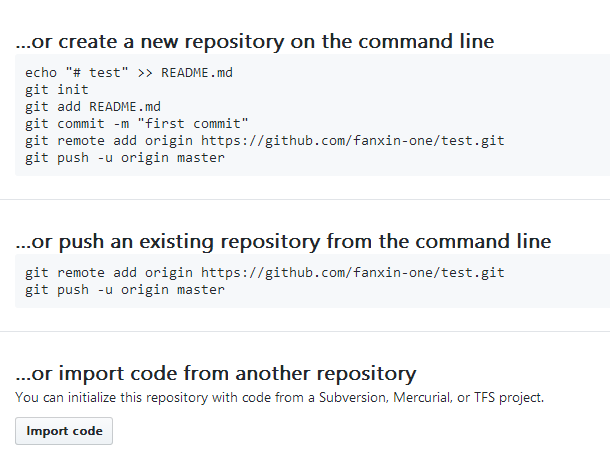 ...or create a new repository on the command line
echo "# test" >> README.md
git init
git add README.md
git commit -m "first commit"
git remote add origin https://github.com/fanxin-one/test.git
git push -u origin master
...or push an existing repository from the command line
git remote add origin https://github.com/fanxin-one/test.git
git push -u origin master
...or import code from another repository
You can initialize this repository with code from a Subversion, Mercurial, or TFS project.
Import code